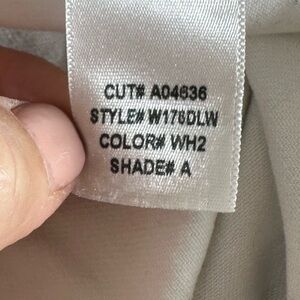 CUT# A04636
STYLE# W176DLW
COLOR# WH2
SHADE# A